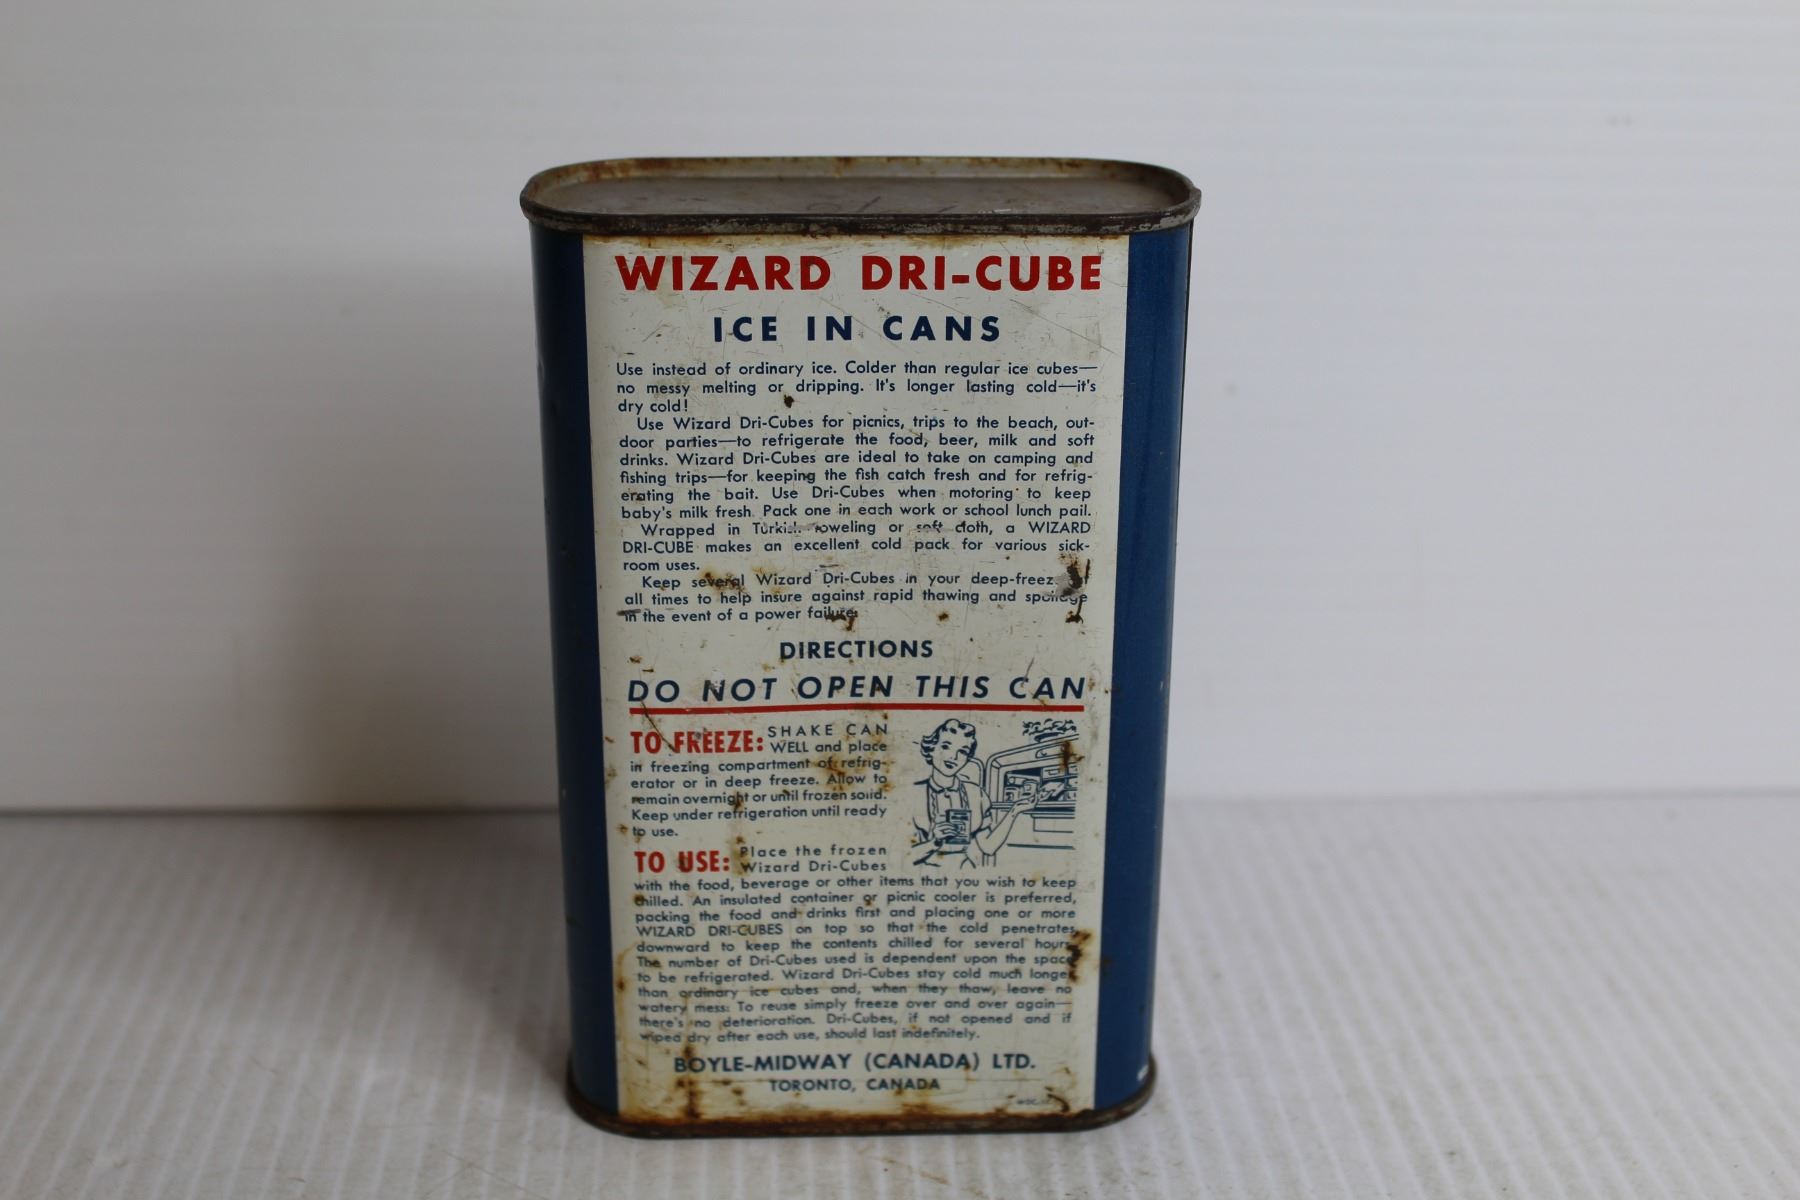 WIZARD DRI-CUBE
ICE IN CANS
Use instead of ordinary ice. Colder than regular ice cubes—
no messy melting or dripping. It's longer lasting cold—it's
dry cold!
Use Wizard Dri-Cubes for picnics, trips to the beach, out-
door parties—to refrigerate the food, beer, milk and soft
drinks. Wizard Dri-Cubes are ideal to take on camping and
fishing trips—for keeping the fish catch fresh and for refrig-
erating the bait. Use Dri-Cubes when motoring to keep
baby's milk fresh. Pack one in each work or school lunch pail.
Wrapped in Turkish toweling or soft cloth, a WIZARD
DRI-CUBE makes an excellent cold pack for various sick-
room uses.
Keep several Wizard Dri-Cubes in your deep-freeze
all times to help insure against rapid thawing and spoilage
in the event of a power failure.
DIRECTIONS
DO NOT OPEN THIS CAN
TO FREEZE: SHAKE CAN
WELL and place
in freezing compartment of refrig-
erator or in deep freeze. Allow to
remain overnight or until frozen solid.
Keep under refrigeration until ready
to use.
TO USE: Place the frozen
Wizard Dri-Cubes
with the food, beverage or other items that you wish to keep
chilled. An insulated container or picnic cooler is preferred,
packing the food and drinks first and placing one or more
WIZARD DRI-CUBES on top so that the cold penetrates
downward to keep the contents chilled for several hours.
The number of Dri-Cubes used is dependent upon the space
to be refrigerated. Wizard Dri-Cubes stay cold much longer
than ordinary ice cubes and, when they thaw, leave no
watery mess. To reuse simply freeze over and over again—
there's no deterioration. Dri-Cubes, if not opened and if
wiped dry after each use, should last indefinitely.
BOYLE-MIDWAY (CANADA) LTD.
TORONTO, CANADA